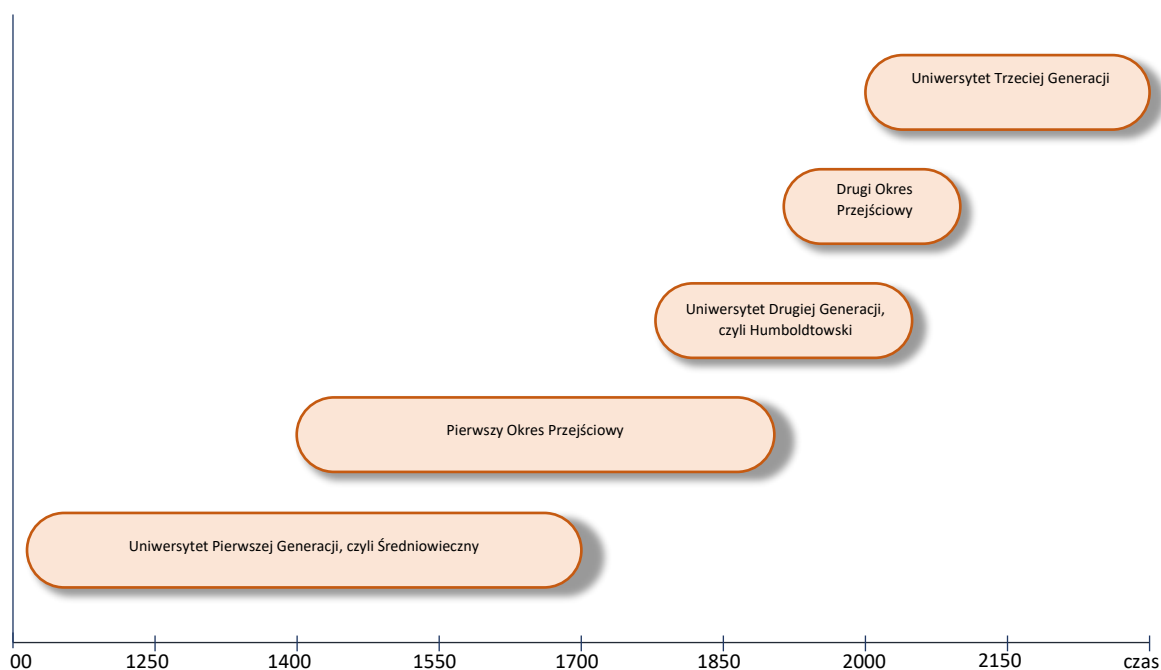 Uniwersytet Trzeciej Generacji
Drugi Okres
Przejściowy
Uniwersytet Drugiej Generacji,
czyli Humboldtowski
Pierwszy Okres Przejściowy
Uniwersytet Pierwszej Generacji, czyli Średniowieczny
00 1250 1400 1550 1700 1850 2000 2150 czas